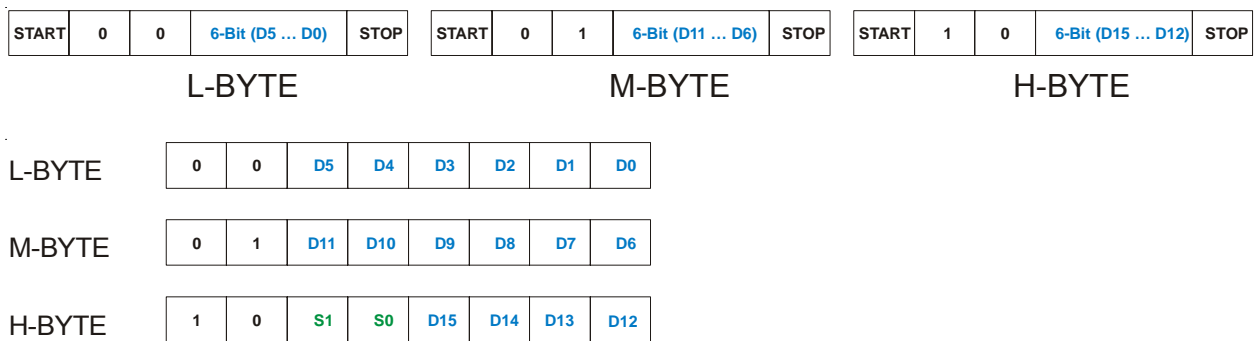 START 0 0 6-Bit (D5 ... D0) STOP START 0 1 6-Bit (D11 ... D6) STOP START 1 0 6-Bit (D15 ... D12) STOP
L-BYTE M-BYTE H-BYTE
L-BYTE 0 0 D5 D4 D3 D2 D1 D0
M-BYTE 0 1 D11 D10 D9 D8 D7 D6
H-BYTE 1 0 S1 S0 D15 D14 D13 D12